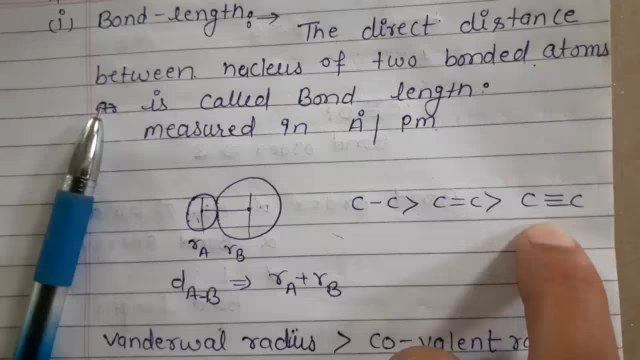 (i) Bond-length:→ The direct distance
between nucleus of two bonded atoms
is called Bond length.
measured in Å/pm
C-C> C=C> C≡C
rA rB
dA-B ⇒ rA+rB
vanderwal radius > co-valent